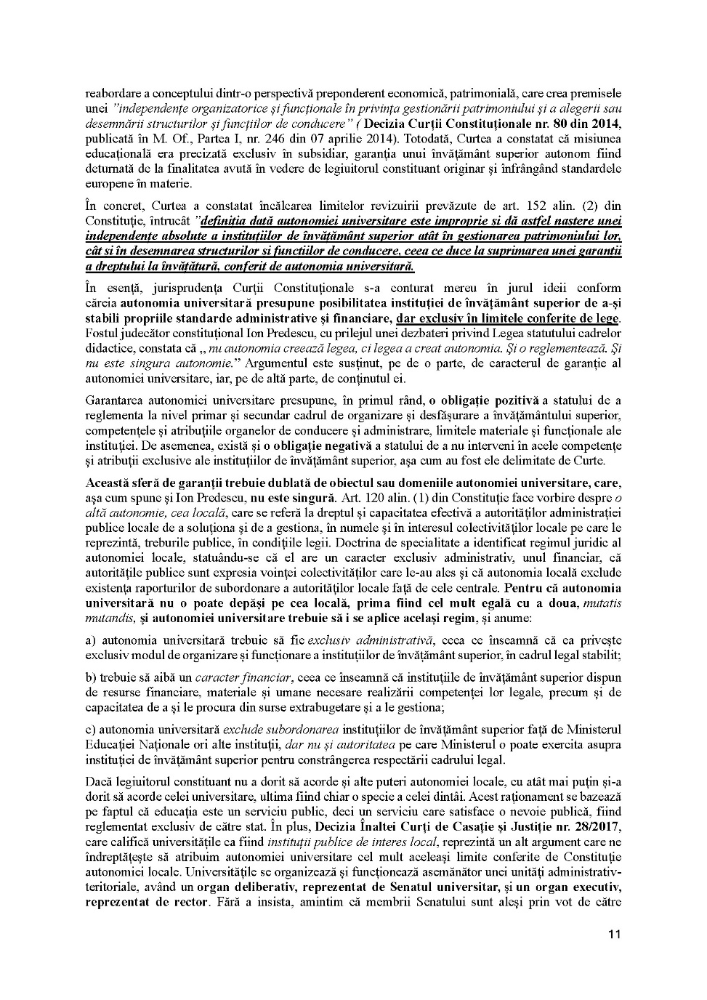 reabordare a conceptului dintr-o perspectivă preponderent economică, patrimonială, care crea premisele
unei ”independențe organizatorice și funcționale în privința gestionării patrimoniului și a alegerii sau
desemnării structurilor și funcțiilor de conducere” ( Decizia Curții Constituționale nr. 80 din 2014,
publicată în M. Of., Partea I, nr. 246 din 07 aprilie 2014). Totodată, Curtea a constatat că misiunea
educațională era precizată exclusiv în subsidiar, garanția unui învățământ superior autonom fiind
deturnată de la finalitatea avută în vedere de legiuitorul constituant originar și înfrângând standardele
europene în materie.
În concret, Curtea a constatat încălcarea limitelor revizuirii prevăzute de art. 152 alin. (2) din
Constituție, întrucât ”definitia dată autonomiei universitare este improprie si dă astfel nastere unei
independențe absolute a instituțiilor de învățământ superior atât în gestionarea patrimoniului lor,
cât si în desemnarea structurilor si functiilor de conducere, ceea ce duce la suprimarea unei garantii
a dreptului la învățătură, conferit de autonomia universitară.
În esenţă, jurisprudenţa Curţii Constituţionale s-a conturat mereu în jurul ideii conform
căreia autonomia universitară presupune posibilitatea instituției de învățământ superior de a-și
stabili propriile standarde administrative și financiare, dar exclusiv în limitele conferite de lege.
Fostul judecător constituțional Ion Predescu, cu prilejul unei dezbateri privind Legea statutului cadrelor
didactice, constata că ,, nu autonomia creează legea, ci legea a creat autonomia. Şi o reglementează. Şi
nu este singura autonomie.” Argumentul este susținut, pe de o parte, de caracterul de garanție al
autonomiei universitare, iar, pe de altă parte, de conținutul ei.
Garantarea autonomiei universitare presupune, în primul rând, o obligație pozitivă a statului de a
reglementa la nivel primar și secundar cadrul de organizare și desfășurare a învățământului superior,
competențele și atribuțiile organelor de conducere și administrare, limitele materiale și funcționale ale
instituției. De asemenea, există și o obligație negativă a statului de a nu interveni în acele competențe
și atribuții exclusive ale instituțiilor de învățământ superior, așa cum au fost ele delimitate de Curte.
Această sferă de garanții trebuie dublată de obiectul sau domeniile autonomiei universitare, care,
așa cum spune și Ion Predescu, nu este singură. Art. 120 alin. (1) din Constituție face vorbire despre o
altă autonomie, cea locală, care se referă la dreptul și capacitatea efectivă a autorităților administrației
publice locale de a soluționa și de a gestiona, în numele și în interesul colectivităților locale pe care le
reprezintă, treburile publice, în condițiile legii. Doctrina de specialitate a identificat regimul juridic al
autonomiei locale, statuându-se că el are un caracter exclusiv administrativ, unul financiar, că
autoritățile publice sunt expresia voinței colectivităților care le-au ales și că autonomia locală exclude
existența raporturilor de subordonare a autorităților locale față de cele centrale. Pentru că autonomia
universitară nu o poate depăși pe cea locală, prima fiind cel mult egală cu a doua, mutatis
mutandis, și autonomiei universitare trebuie să i se aplice același regim, și anume:
a) autonomia universitară trebuie să fie exclusiv administrativă, ceea ce înseamnă că ea privește
exclusiv modul de organizare și funcționare a instituțiilor de învățământ superior, în cadrul legal stabilit;
b) trebuie să aibă un caracter financiar, ceea ce înseamnă că instituțiile de învățământ superior dispun
de resurse financiare, materiale și umane necesare realizării competenței lor legale, precum și de
capacitatea de a și le procura din surse extrabugetare și a le gestiona;
c) autonomia universitară exclude subordonarea instituțiilor de învățământ superior față de Ministerul
Educației Naționale ori alte instituții, dar nu și autoritatea pe care Ministerul o poate exercita asupra
instituției de învățământ superior pentru constrângerea respectării cadrului legal.
Dacă legiuitorul constituant nu a dorit să acorde și alte puteri autonomiei locale, cu atât mai puțin și-a
dorit să acorde celei universitare, ultima fiind chiar o specie a celei dintâi. Acest raționament se bazează
pe faptul că educația este un serviciu public, deci un serviciu care satisface o nevoie publică, fiind
reglementat exclusiv de către stat. În plus, Decizia Înaltei Curți de Casație și Justiție nr. 28/2017,
care califică universitățile ca fiind instituții publice de interes local, reprezintă un alt argument care ne
îndreptățește să atribuim autonomiei universitare cel mult aceleași limite conferite de Constituție
autonomiei locale. Universitățile se organizează și funcționează asemănător unei unități administrativ-
teritoriale, având un organ deliberativ, reprezentat de Senatul universitar, și un organ executiv,
reprezentat de rector. Fără a insista, amintim că membrii Senatului sunt aleși prin vot de către
11